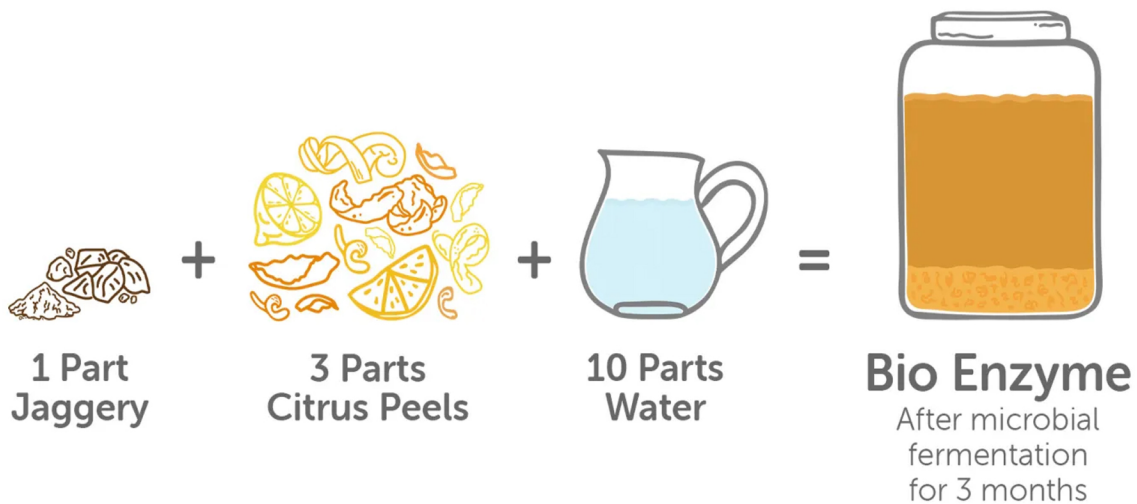 1 Part
Jaggery
+
3 Parts
Citrus Peels
+
10 Parts
Water
=
Bio Enzyme
After microbial
fermentation
for 3 months